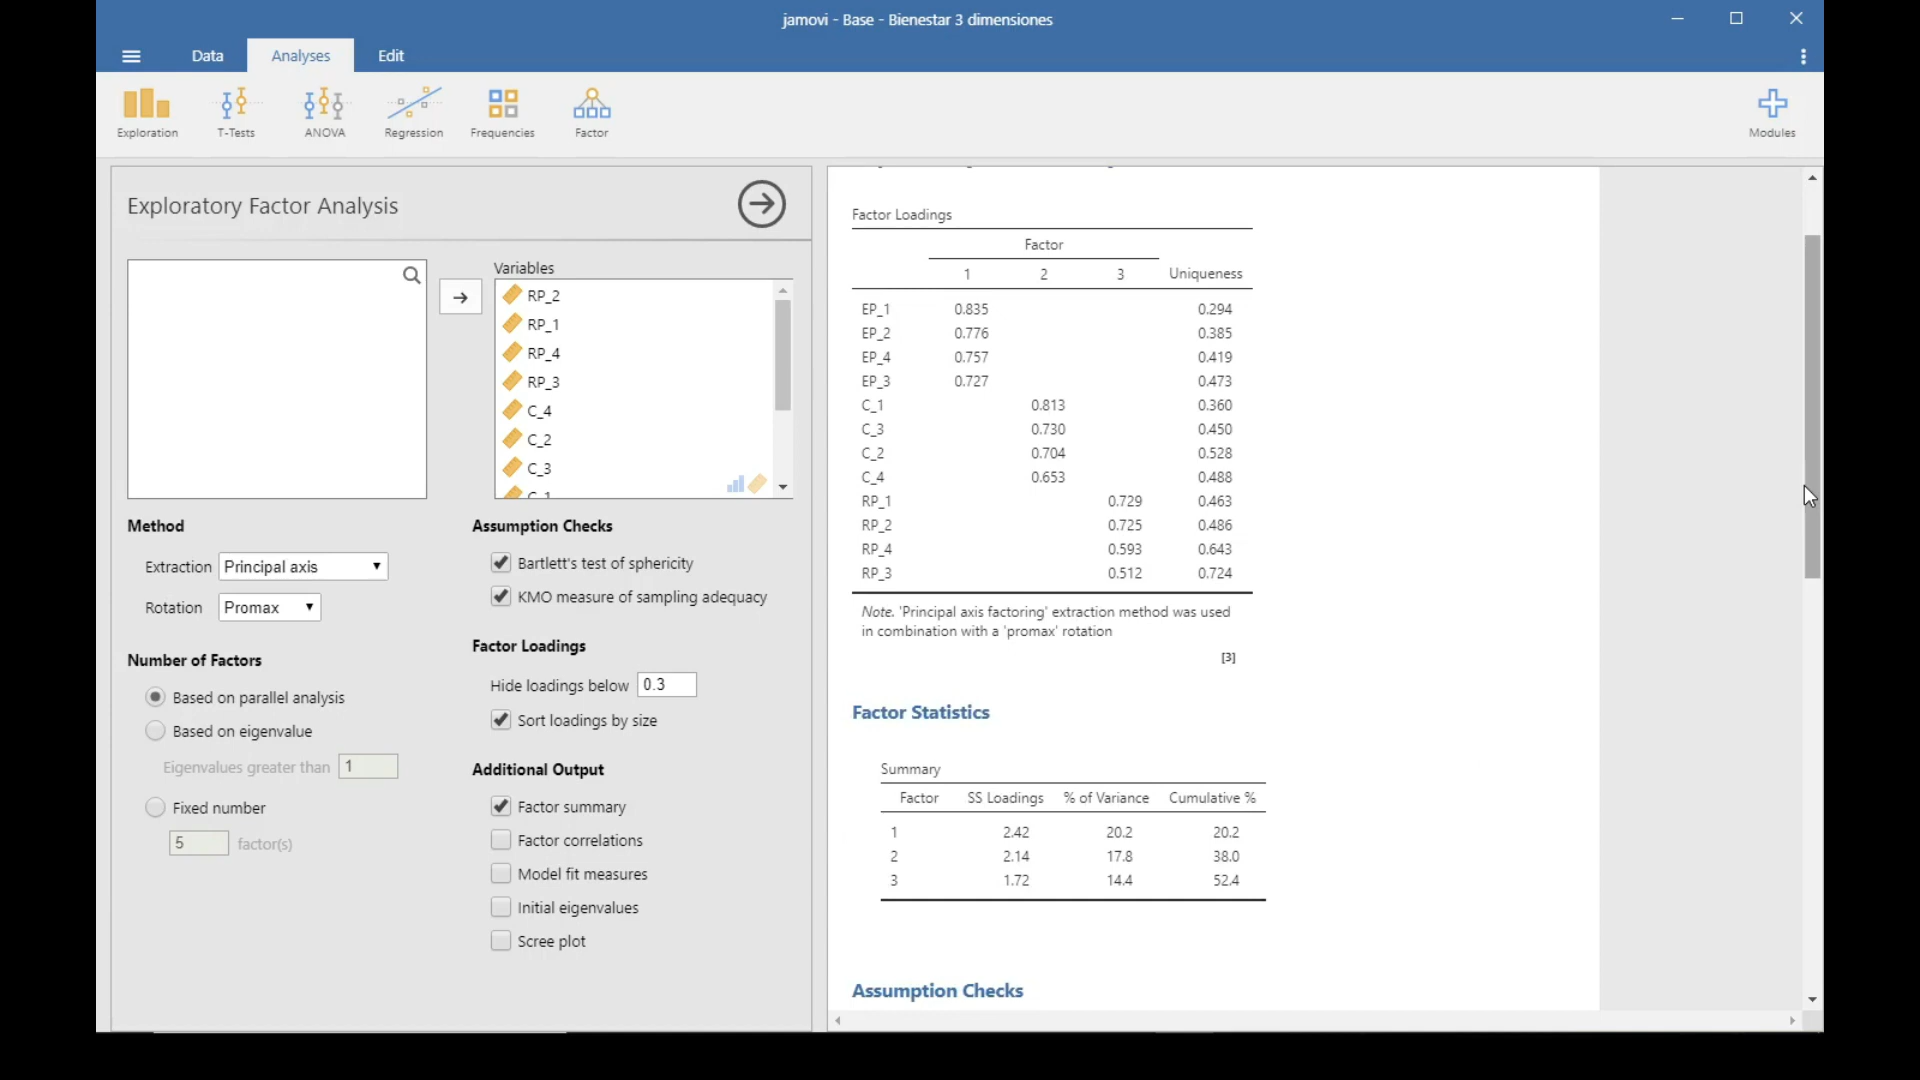 jamovi - Base - Bienestar 3 dimensiones
Data Analyses Edit
Exploration T-Tests ANOVA Regression Frequencies Factor Modules
Exploratory Factor Analysis
Variables
RP_2
RP_1
RP_4
RP_3
C_4
C_2
C_3
C_1
Method
Extraction Principal axis
Rotation Promax
Number of Factors
Based on parallel analysis
Based on eigenvalue
Eigenvalues greater than 1
Fixed number
5 factor(s)
Assumption Checks
Bartlett's test of sphericity
KMO measure of sampling adequacy
Factor Loadings
Hide loadings below 0.3
Sort loadings by size
Additional Output
Factor summary
Factor correlations
Model fit measures
Initial eigenvalues
Scree plot
Factor Loadings
Factor
1 2 3 Uniqueness
EP_1 0.835 0.294
EP_2 0.776 0.385
EP_4 0.757 0.419
EP_3 0.727 0.473
C_1 0.813 0.360
C_3 0.730 0.450
C_2 0.704 0.528
C_4 0.653 0.488
RP_1 0.729 0.463
RP_2 0.725 0.486
RP_4 0.593 0.643
RP_3 0.512 0.724
Note. 'Principal axis factoring' extraction method was used
in combination with a 'promax' rotation
[3]
Factor Statistics
Summary
Factor SS Loadings % of Variance Cumulative %
1 2.42 20.2 20.2
2 2.14 17.8 38.0
3 1.72 14.4 52.4
Assumption Checks